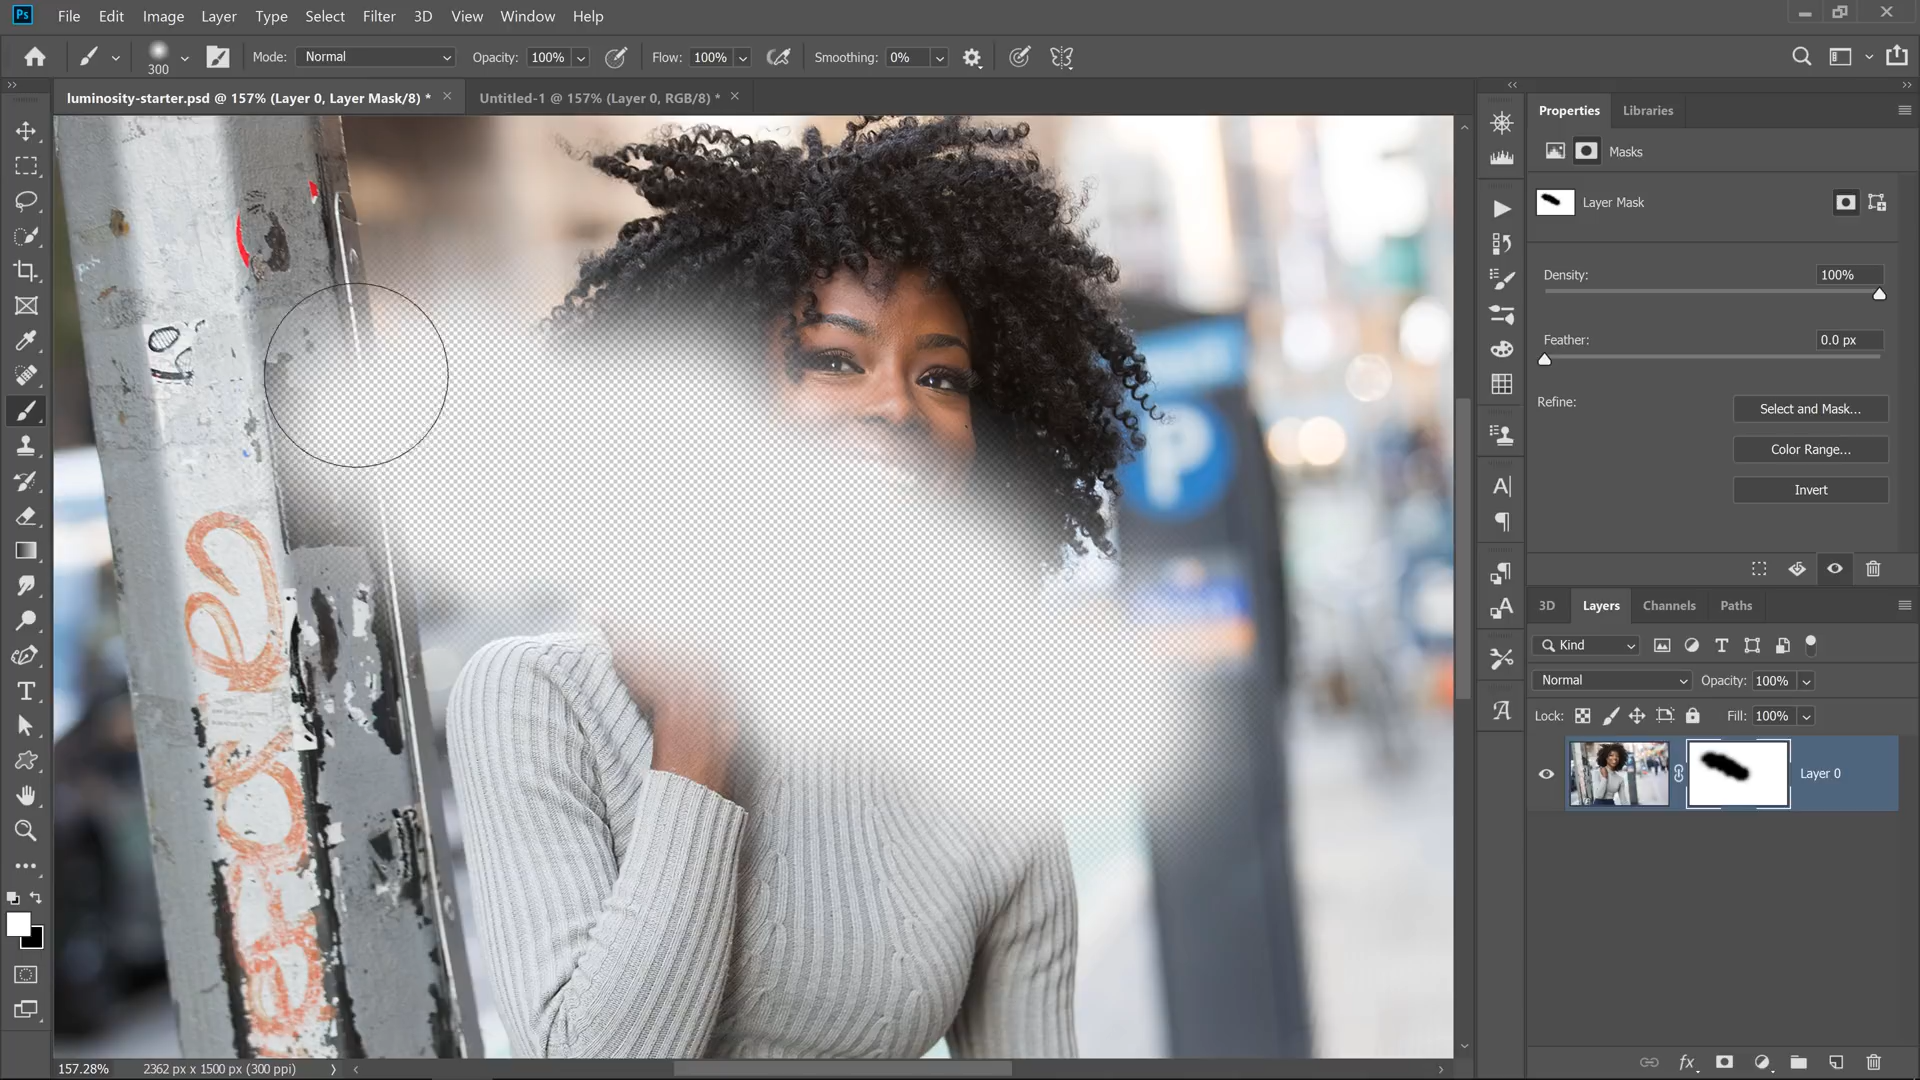 Ps File Edit Image Layer Type Select Filter 3D View Window Help
300 Mode: Normal Opacity: 100% Flow: 100% Smoothing: 0%
luminosity-starter.psd @ 157% (Layer 0, Layer Mask/8) * Untitled-1 @ 157% (Layer 0, RGB/8) *
Properties Libraries
Masks
Layer Mask
Density: 100%
Feather: 0.0 px
Refine: Select and Mask...
Color Range...
Invert
P
3D Layers Channels Paths
Kind
Normal Opacity: 100%
Lock: Fill: 100%
Layer 0
157.28% 2362 px x 1500 px (300 ppi)